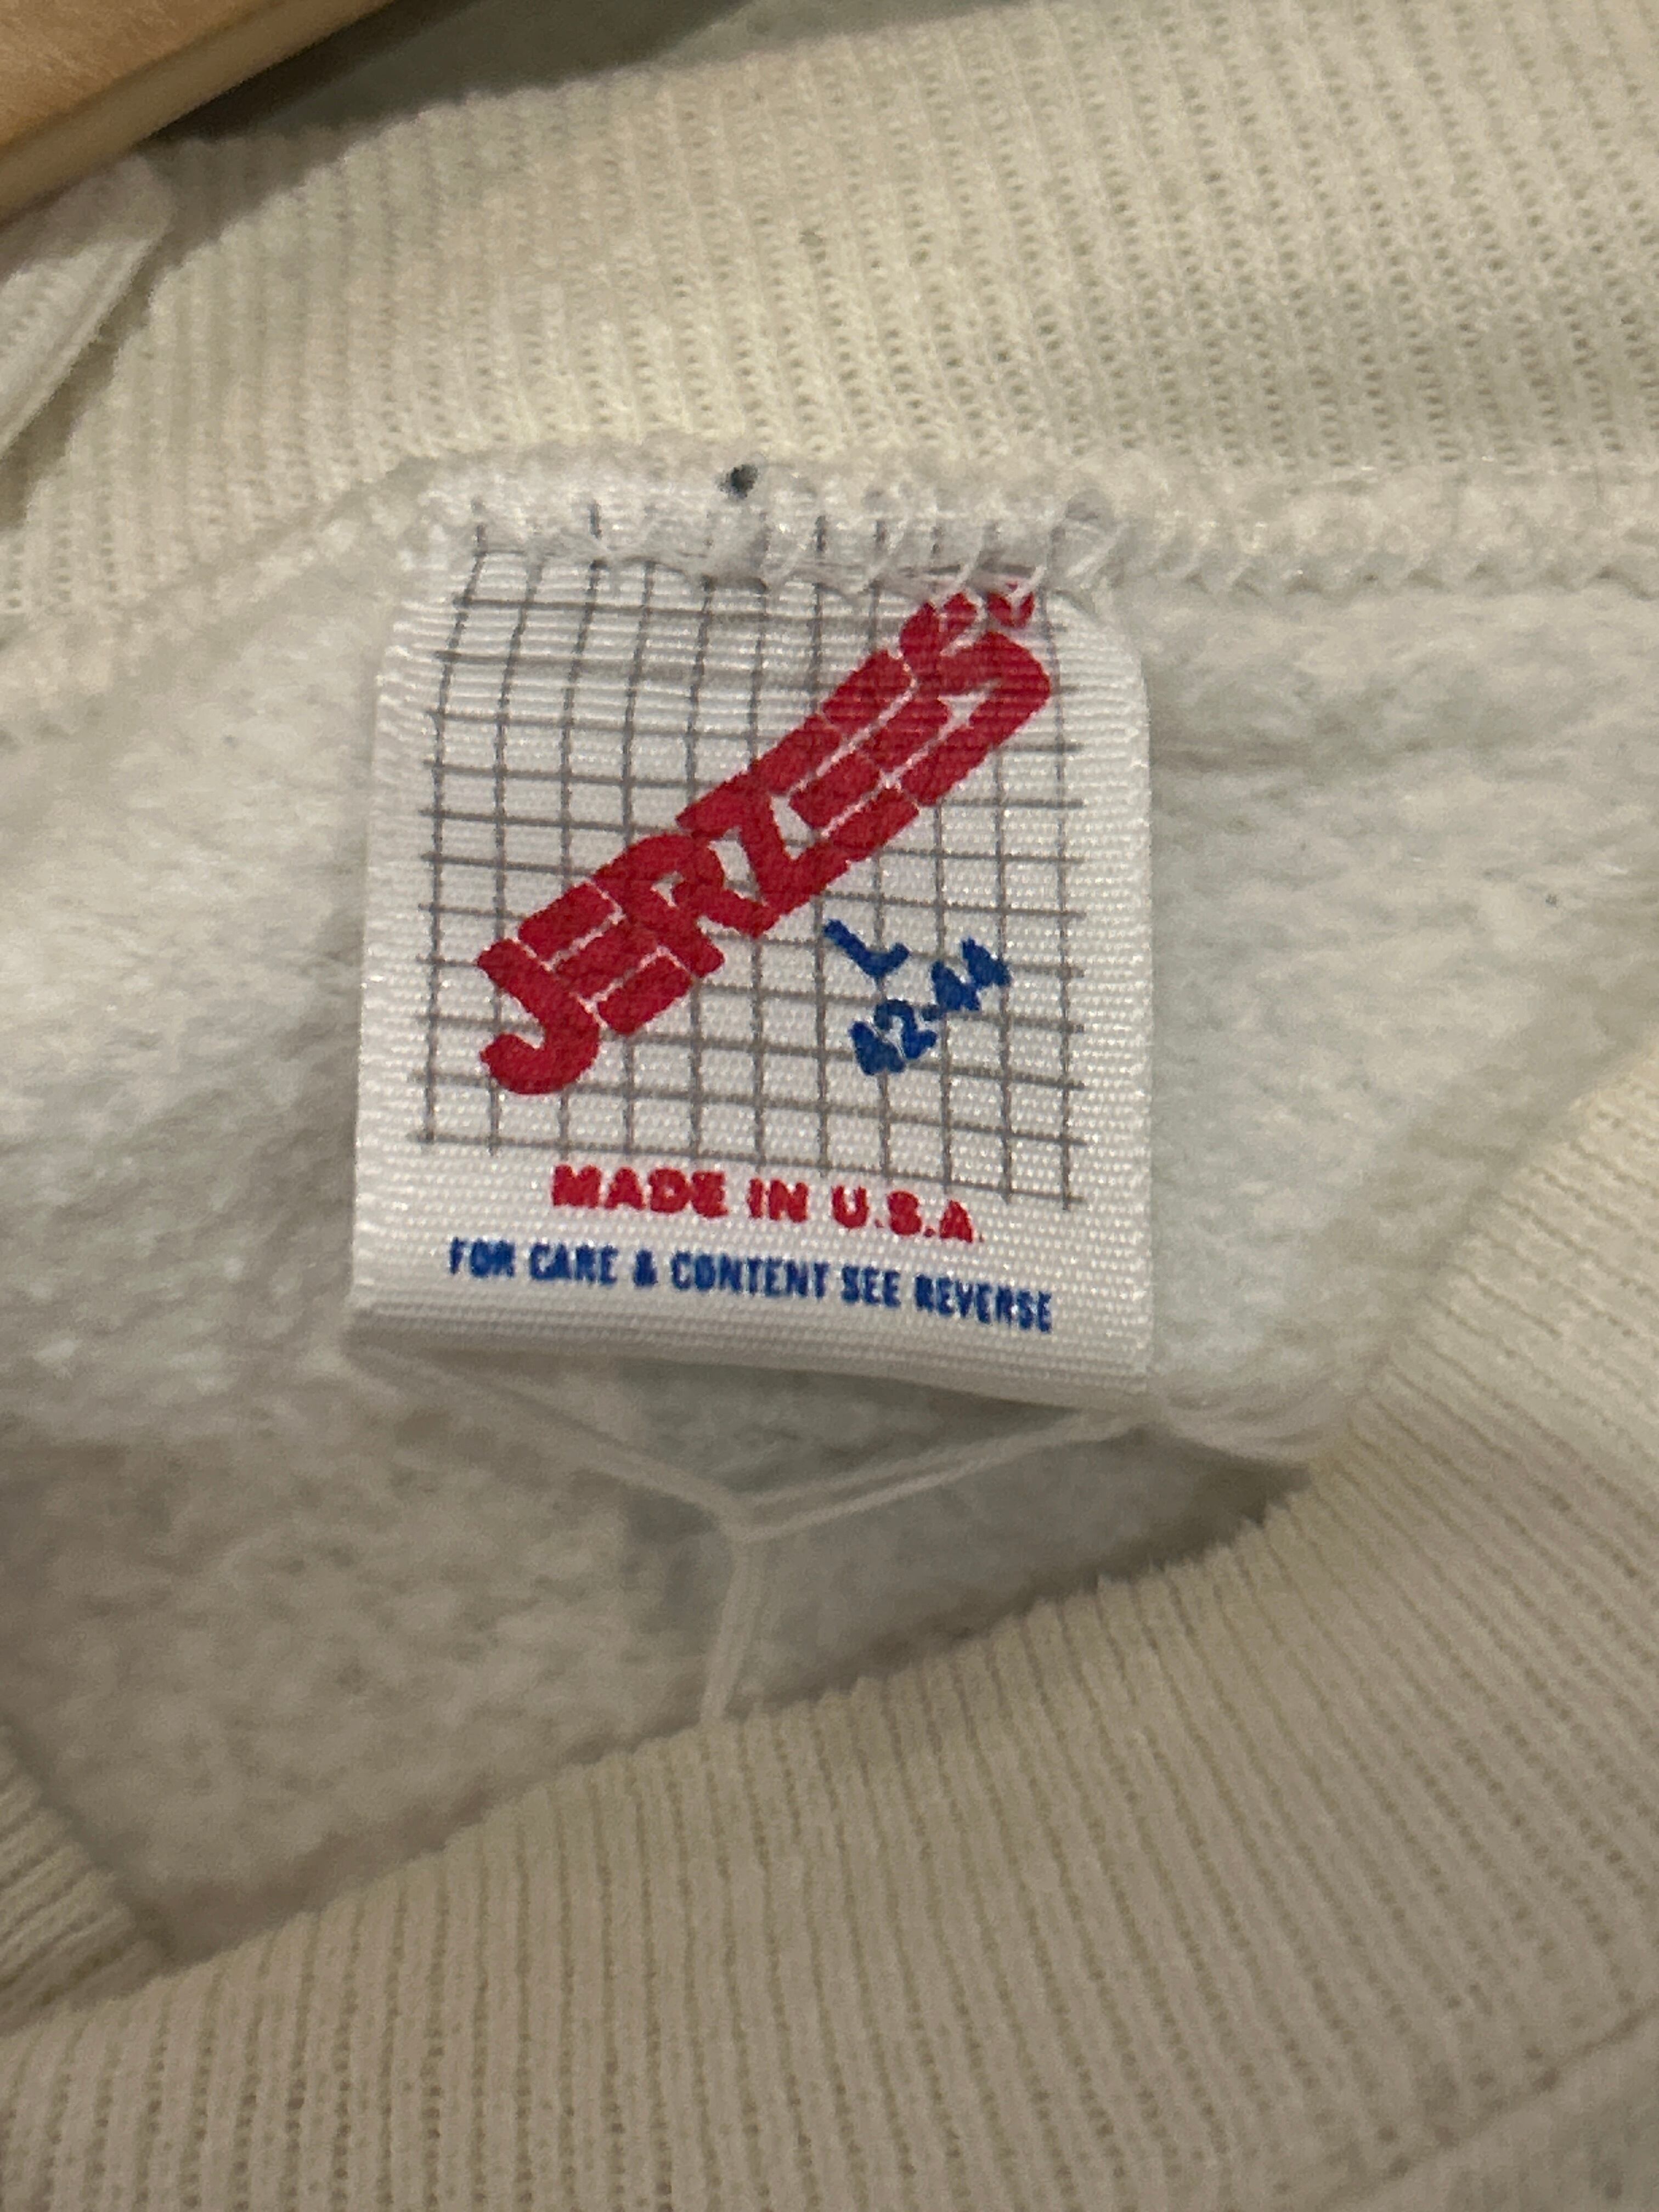 JERZEES
L
42-44
MADE IN U.S.A.
FOR CARE & CONTENT SEE REVERSE